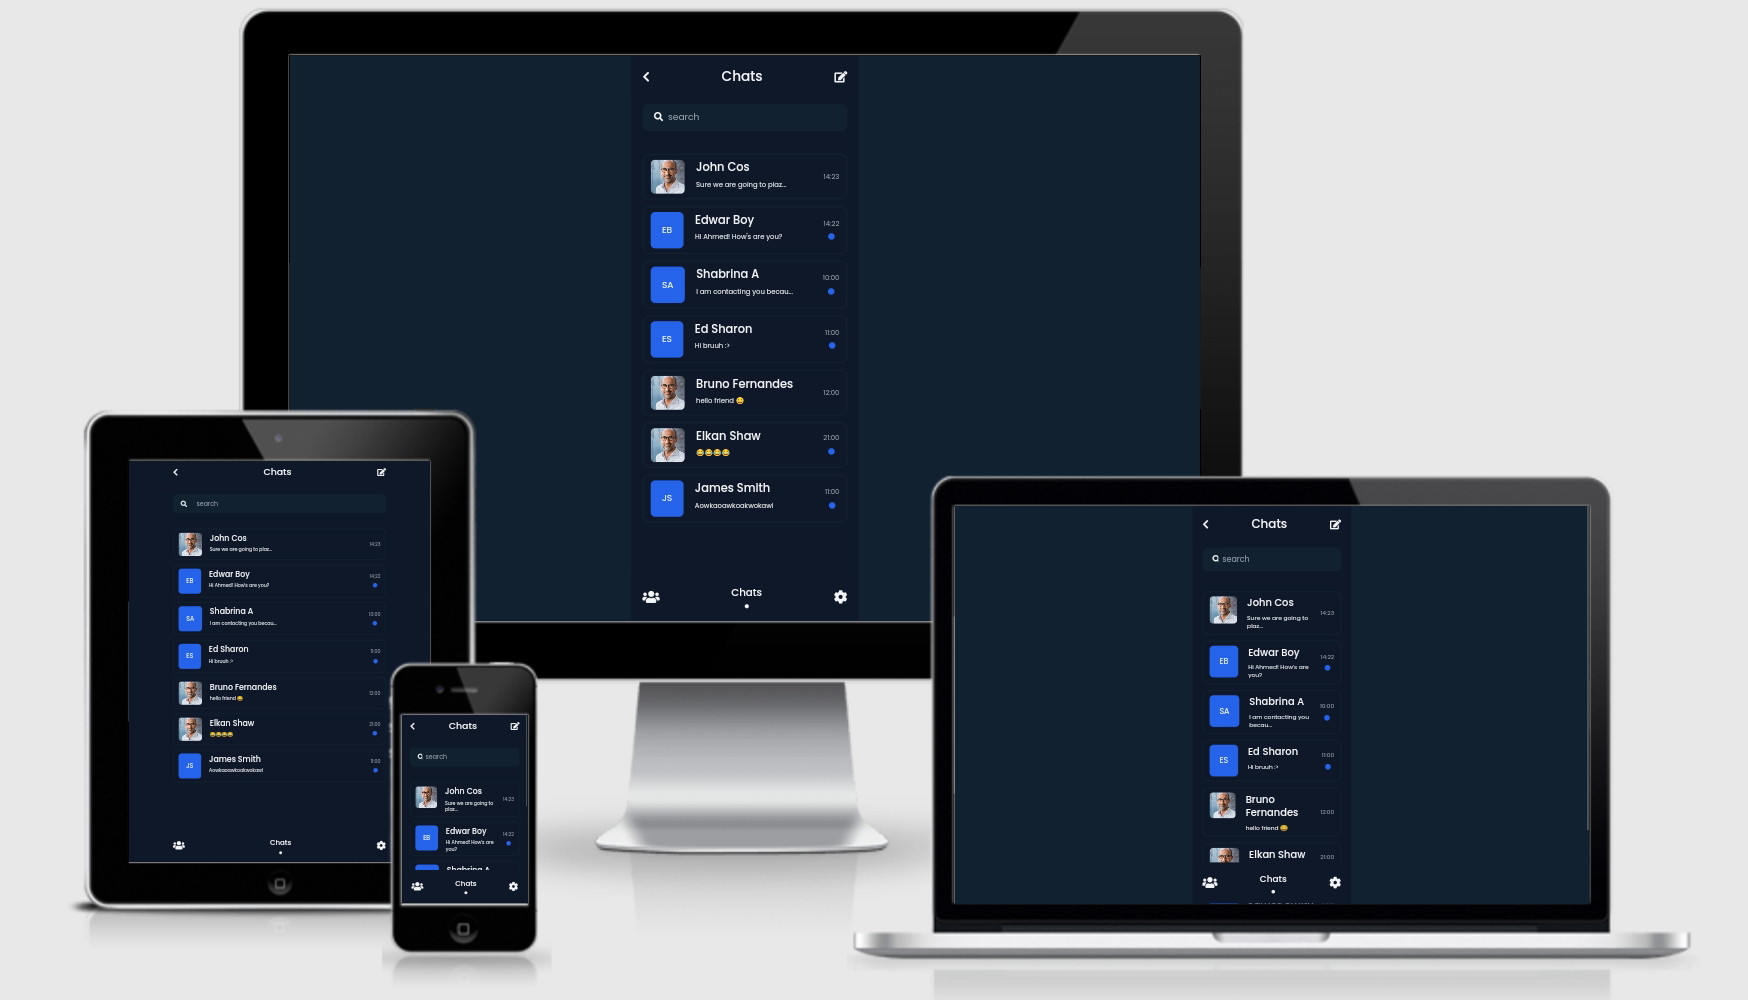 Chats
search
John Cos
Sure we are going to plaz...
14:23
EB
Edwar Boy
Hi Ahmed! How's are you?
14:22
SA
Shabrina A
I am contacting you becau...
10:00
ES
Ed Sharon
Hi bruuh :>
11:00
Bruno Fernandes
hello friend 😄
12:00
Elkan Shaw
😂😂😂😂
21:00
JS
James Smith
Aowkaoawkoakwokawl
11:00
Chats
Chats
search
John Cos
Sure we are going to plaz...
14:23
EB
Edwar Boy
Hi Ahmed! How's are you?
14:22
SA
Shabrina A
I am contacting you becau...
10:00
ES
Ed Sharon
Hi bruuh :>
Bruno Fernandes
hello friend 😄
12:00
Elkan Shaw
😂😂😂😂
21:00
JS
James Smith
Aowkaoawkoakwokawl
Chats
Chats
search
John Cos
Sure we are going to
plaz...
14:23
EB
Edwar Boy
Hi Ahmed! How's are
you?
14:22
Shabrina A
Chats
Chats
search
John Cos
Sure we are going to
plaz...
14:23
EB
Edwar Boy
Hi Ahmed! How's are
you?
14:22
SA
Shabrina A
I am contacting you
becau...
10:00
ES
Ed Sharon
Hi bruuh :>
11:00
Bruno
Fernandes
hello friend 😄
12:00
Elkan Shaw
21:00
Chats